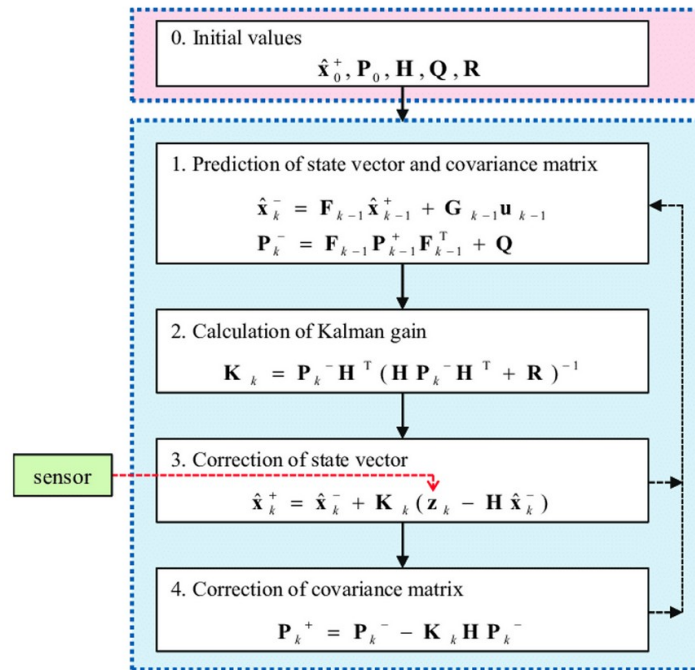 0. Initial values
x̂₀⁺, P₀, H, Q, R
1. Prediction of state vector and covariance matrix
x̂ₖ⁻ = Fₖ₋₁x̂ₖ₋₁⁺ + Gₖ₋₁uₖ₋₁
Pₖ⁻ = Fₖ₋₁Pₖ₋₁⁺Fₖ₋₁ᵀ + Q
2. Calculation of Kalman gain
Kₖ = Pₖ⁻Hᵀ(HPₖ⁻Hᵀ + R)⁻¹
3. Correction of state vector
sensor
x̂ₖ⁺ = x̂ₖ⁻ + Kₖ(zₖ − Hx̂ₖ⁻)
4. Correction of covariance matrix
Pₖ⁺ = Pₖ⁻ − KₖHPₖ⁻